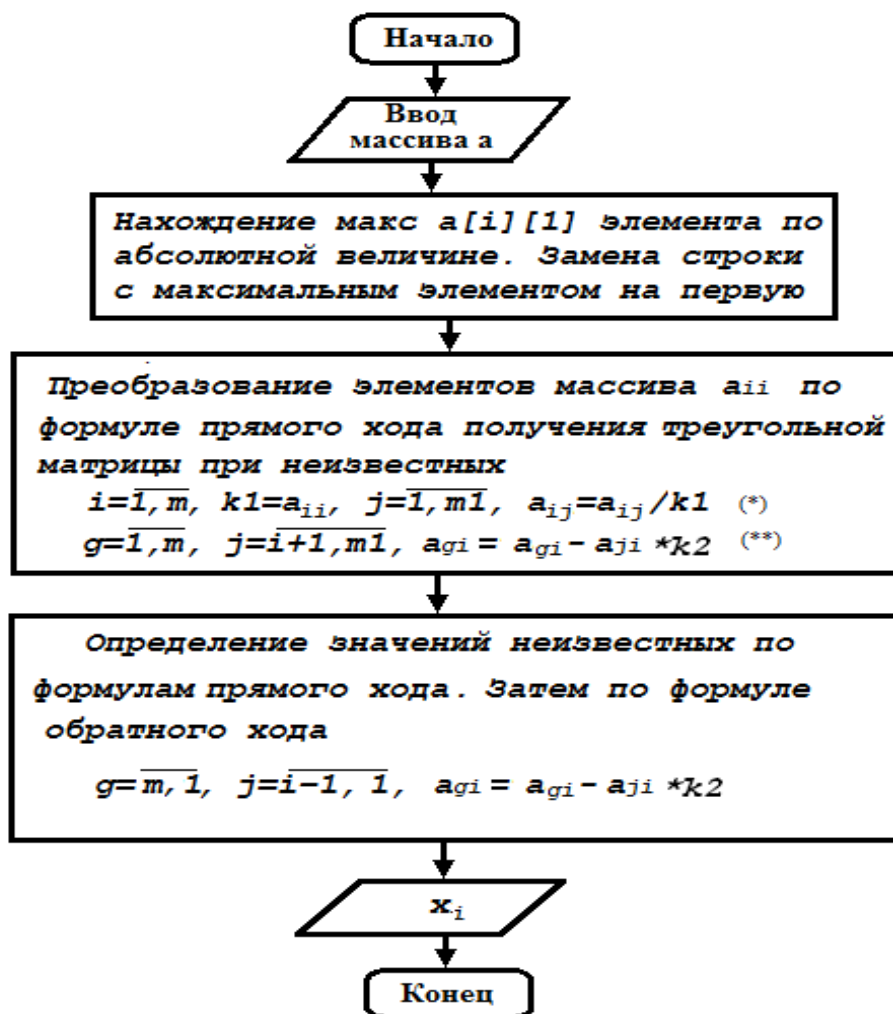 Начало
Ввод
массива а
Нахождение макс a[i][1] элемента по
абсолютной величине. Замена строки
с максимальным элементом на первую
Преобразование элементов массива aii по
формуле прямого хода получения треугольной
матрицы при неизвестных
i=1,m, k1=aii, j=1,m1, aij=aij/k1 (*)
g=1,m, j=i+1,m1, agi = agi- aji *k2 (**)
Определение значений неизвестных по
формулам прямого хода. Затем по формуле
обратного хода
g=m,1, j=i-1, 1, agi = agi- aji *k2
xi
Конец